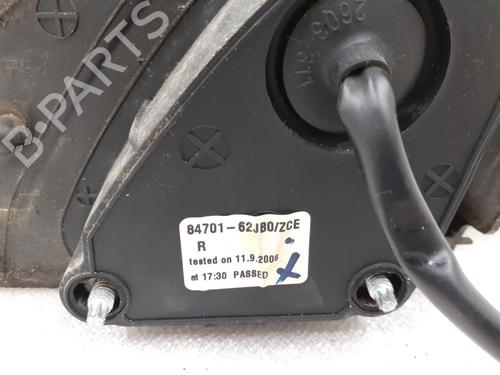 B-PARTS
84701-62JB0/ZCE
R
tested on 11.9.2006
at 17:30 PASSED